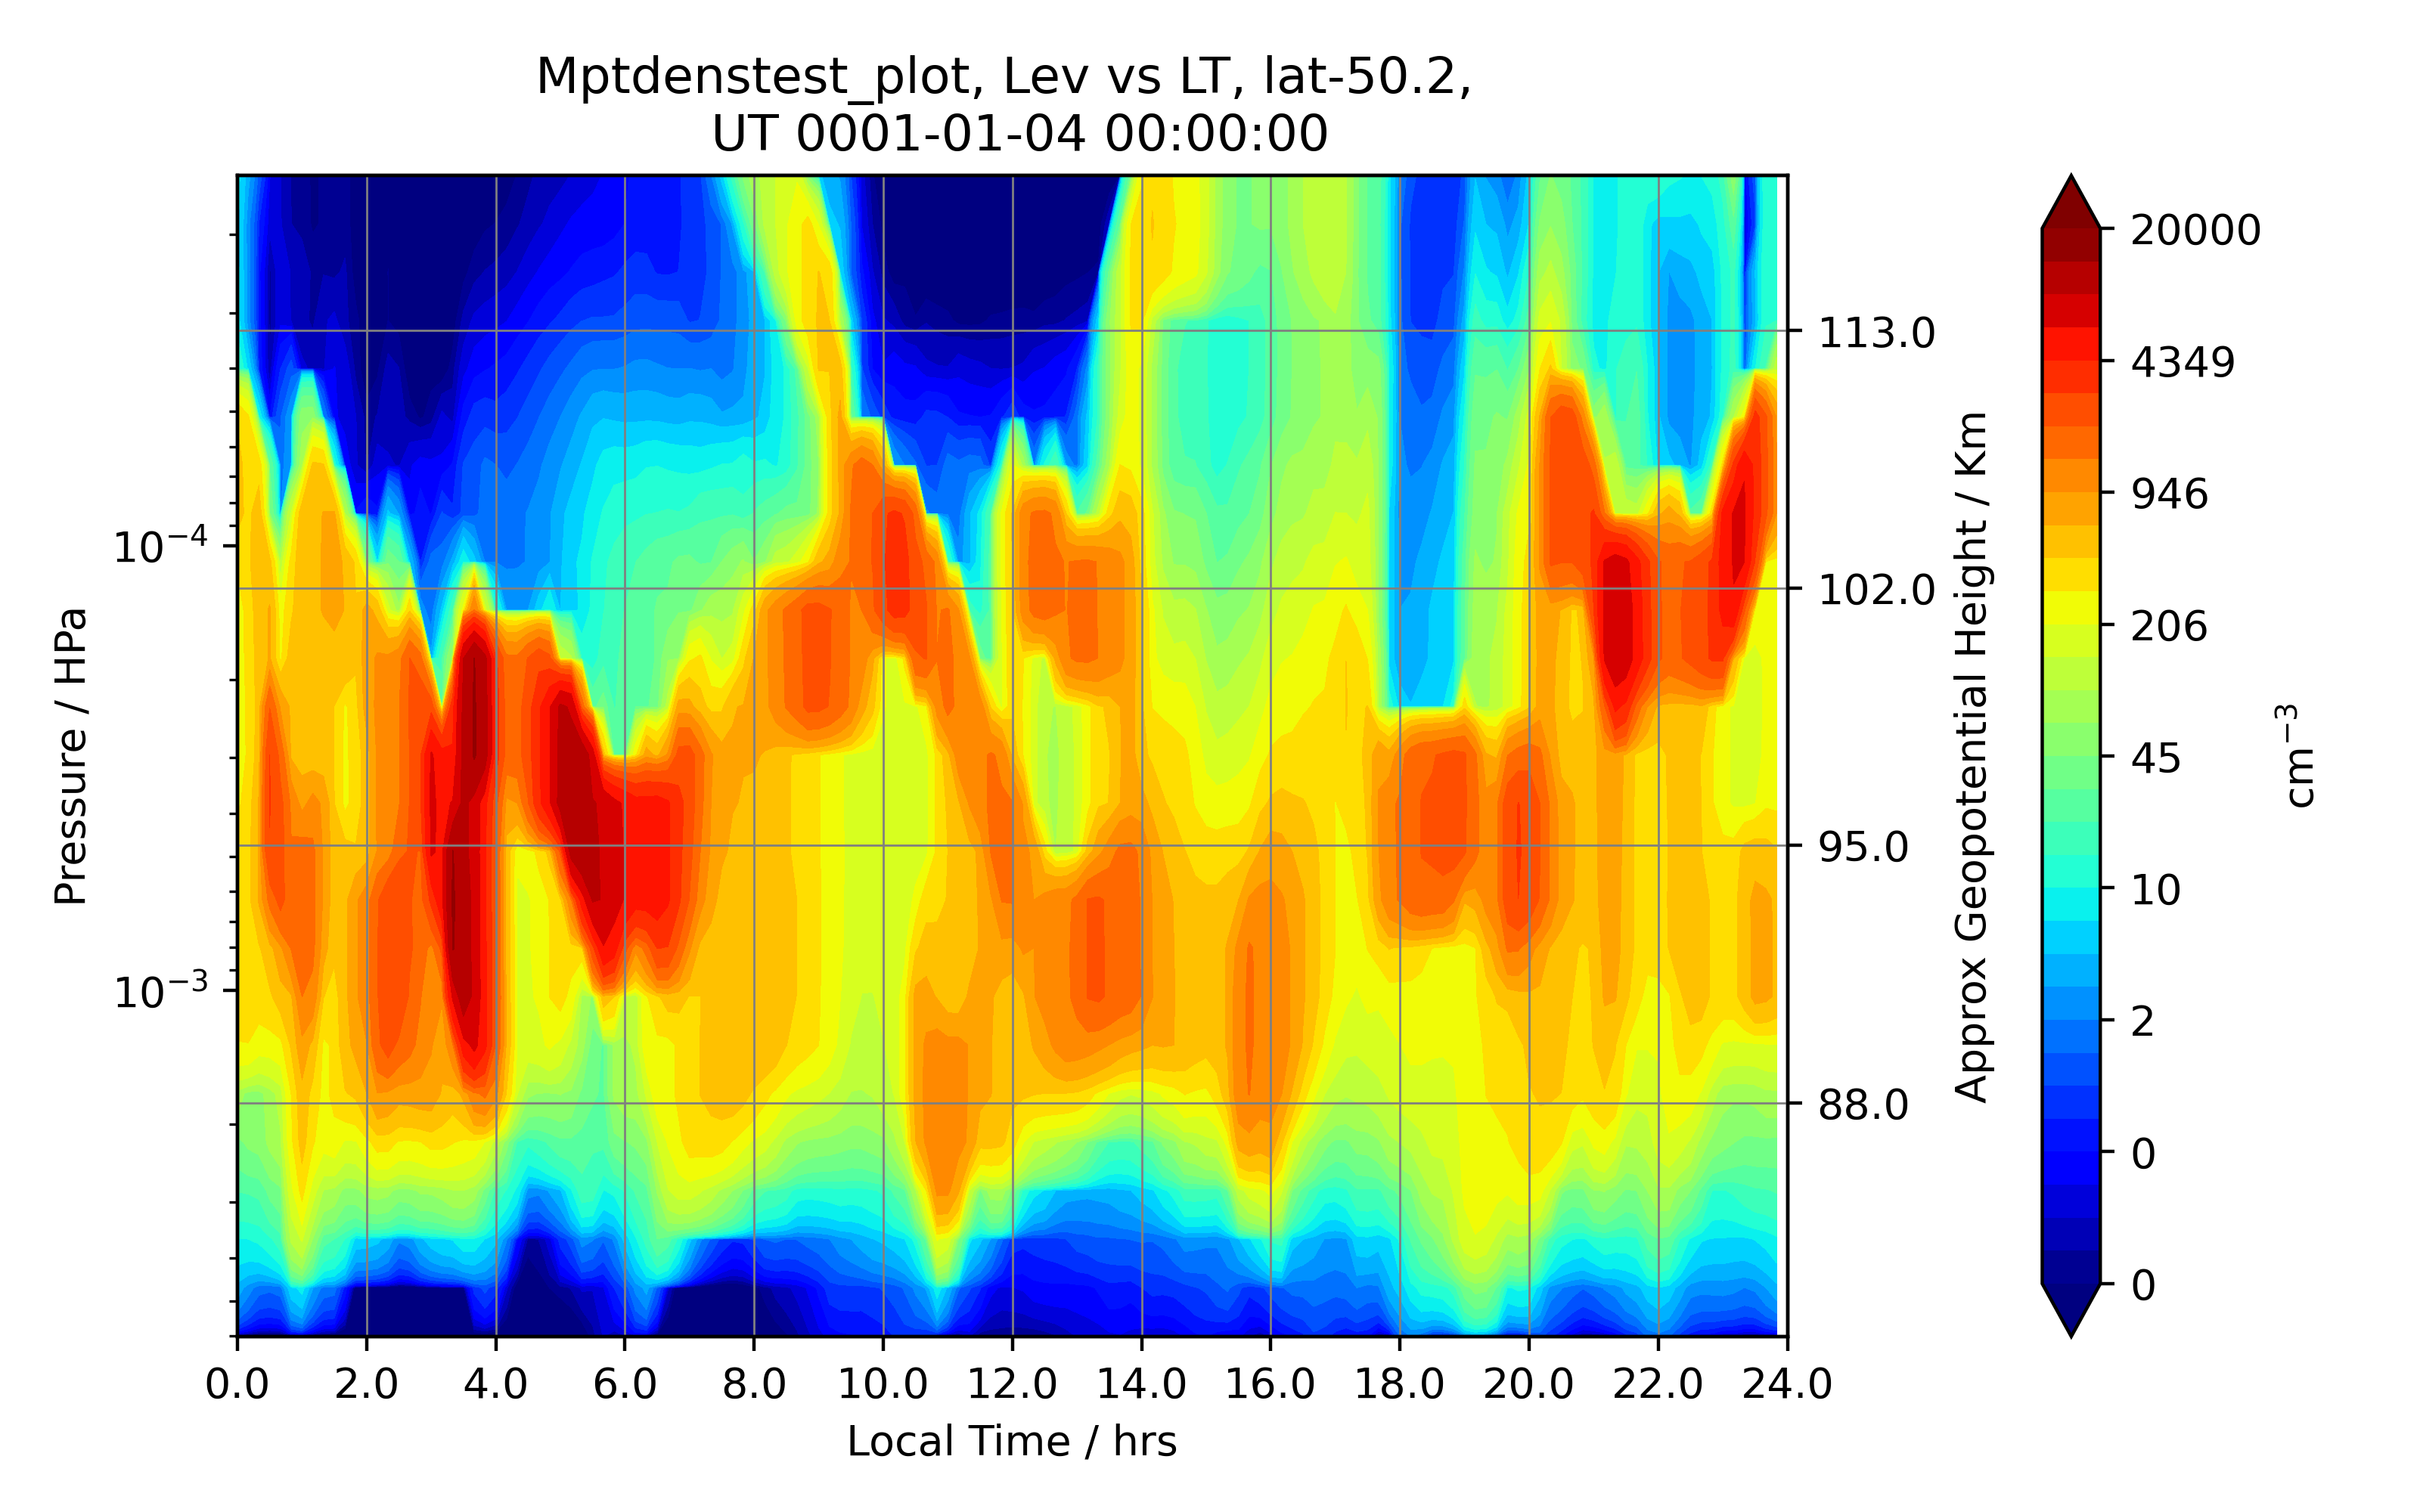 Mptdenstest_plot, Lev vs LT, lat-50.2,
UT 0001-01-04 00:00:00
Pressure / HPa
10⁻⁴
10⁻³
113.0
102.0
95.0
88.0
Approx Geopotential Height / Km
20000
4349
946
206
45
10
2
0
0
cm⁻³
0.0 2.0 4.0 6.0 8.0 10.0 12.0 14.0 16.0 18.0 20.0 22.0 24.0
Local Time / hrs